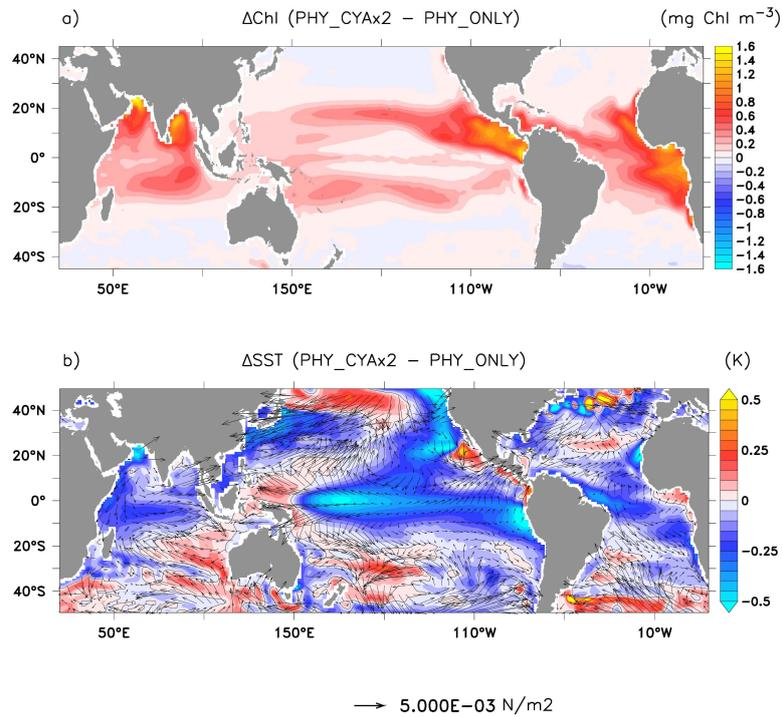 a) ΔChl (PHY_CYAx2 − PHY_ONLY) (mg Chl m⁻³)
40°N
20°N
0°
20°S
40°S
50°E 150°E 110°W 10°W
1.6
1.4
1.2
1
0.8
0.6
0.4
0.2
0
−0.2
−0.4
−0.6
−0.8
−1
−1.2
−1.4
−1.6
b) ΔSST (PHY_CYAx2 − PHY_ONLY) (K)
40°N
20°N
0°
20°S
40°S
50°E 150°E 110°W 10°W
0.5
0.25
0
−0.25
−0.5
5.000E−03 N/m2